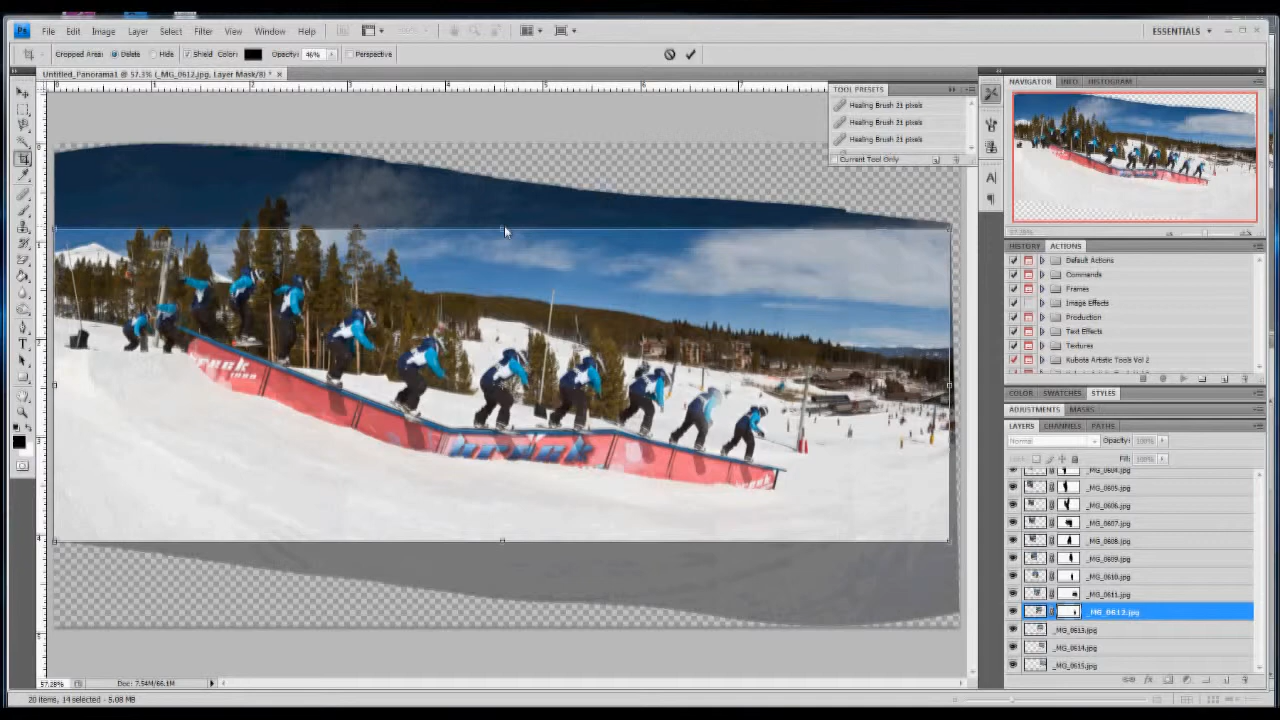 Ps File Edit Image Layer Select Filter View Window Help
ESSENTIALS
Cropped Area: Delete Hide Shield Color: Opacity: 46% Perspective
Untitled_Panorama1 @ 57.3% (_MG_0612.jpg, Layer Mask/8) *
TOOL PRESETS
Healing Brush 21 pixels
Healing Brush 21 pixels
Healing Brush 21 pixels
Current Tool Only
NAVIGATOR INFO HISTOGRAM
57.28%
HISTORY ACTIONS
Default Actions
Commands
Frames
Image Effects
Production
Text Effects
Textures
Kubota Artistic Tools Vol 2
COLOR SWATCHES STYLES
ADJUSTMENTS MASKS
LAYERS CHANNELS PATHS
Normal Opacity: 100%
Lock: Fill: 100%
_MG_0604.jpg
_MG_0605.jpg
_MG_0606.jpg
_MG_0607.jpg
_MG_0608.jpg
_MG_0609.jpg
_MG_0610.jpg
_MG_0611.jpg
_MG_0612.jpg
_MG_0613.jpg
_MG_0614.jpg
_MG_0615.jpg
57.28% Doc: 7.54M/66.1M
20 items, 14 selected - 5.08 MB